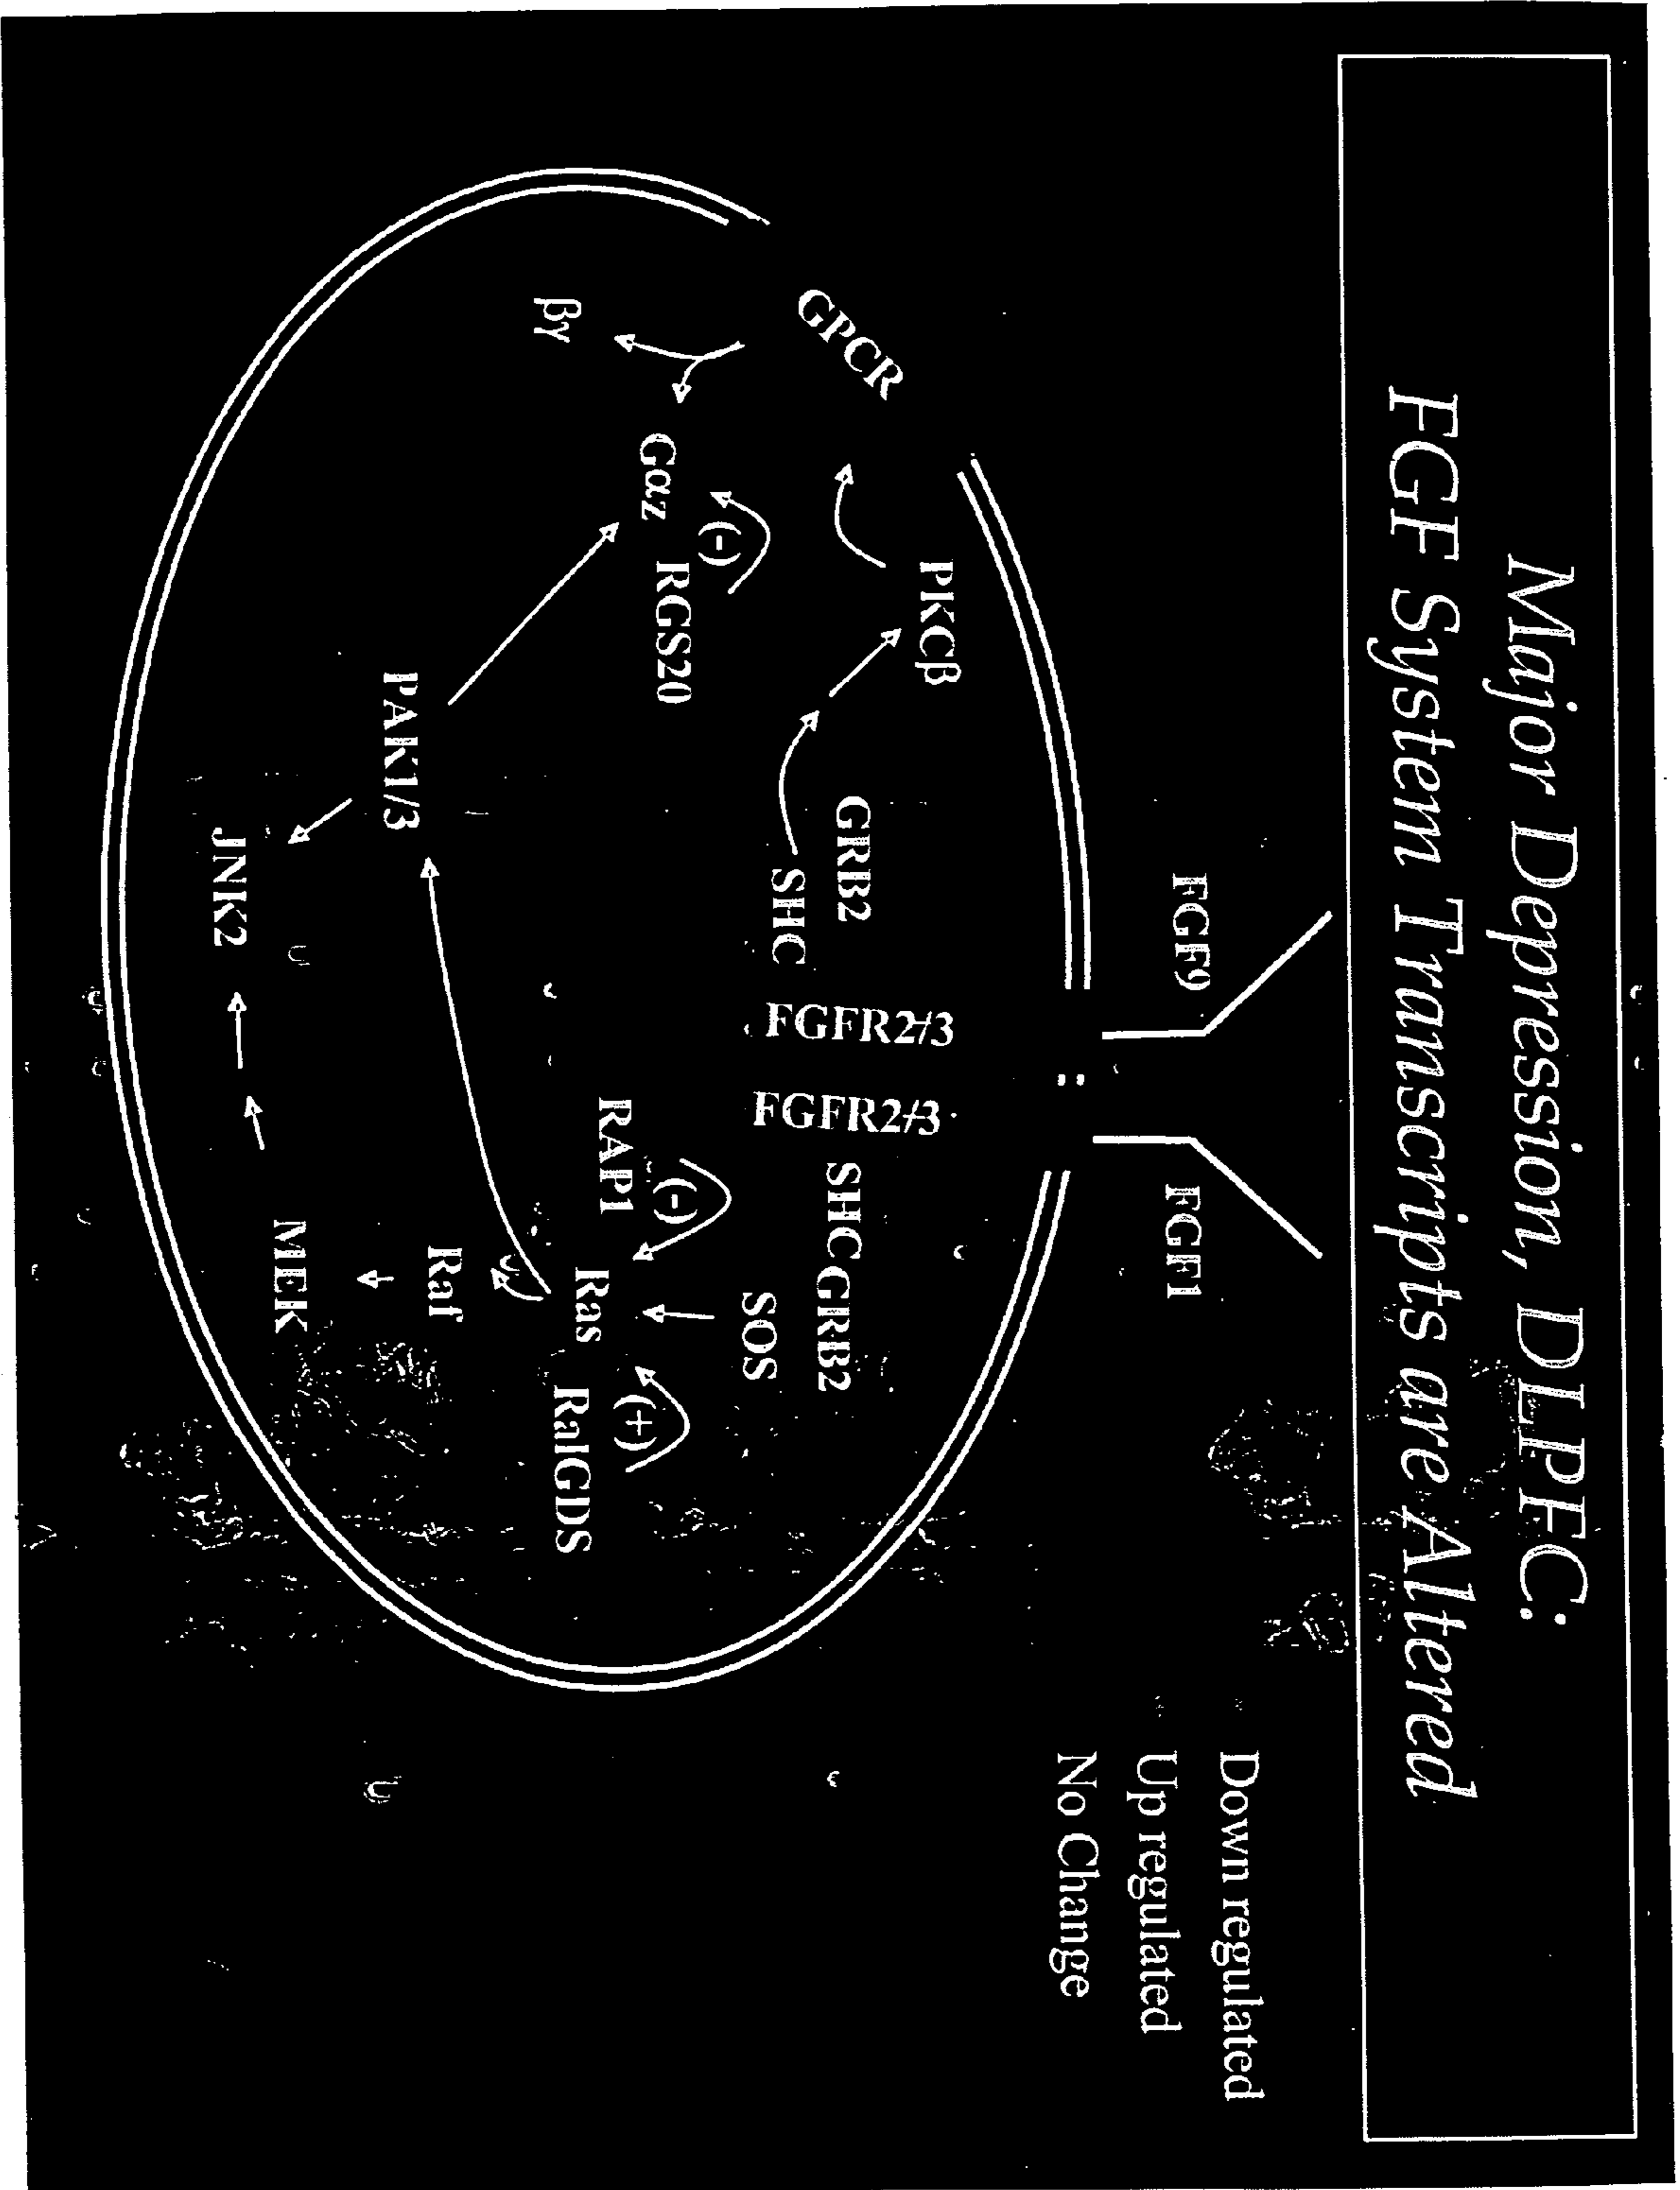 Major Depression, DLPFC:
FGF System Transcripts are Altered
Down regulated
Up regulated
No Change
FGF9
FGF1
GPCR
PKCβ
GRB2
SHC
FGFR2/3
FGFR2/3
SHC GRB2
SOS
(-)
Gαz
RGS20
βγ
RAP1
(-)
Ras
(+)
RalGDS
PAK1/3
Raf
JNK2
MEK